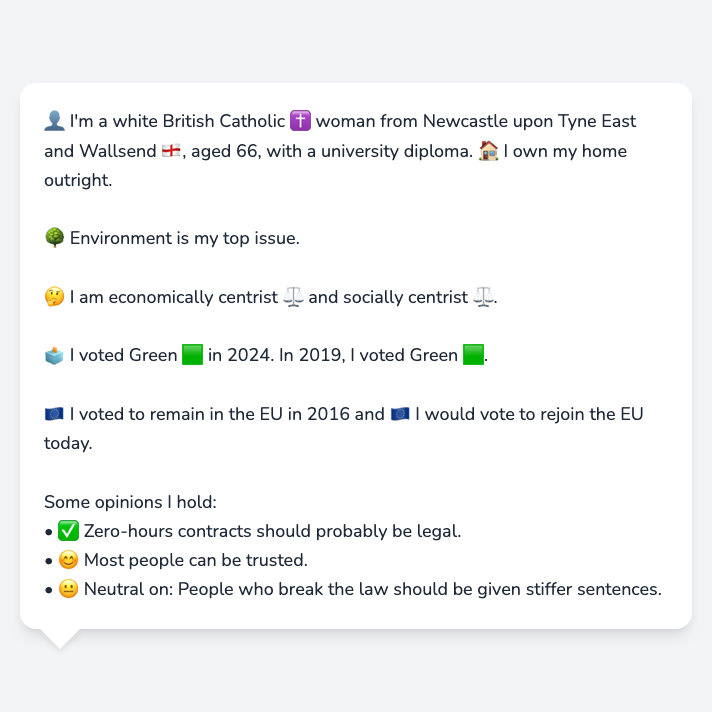 👤 I'm a white British Catholic ✝️ woman from Newcastle upon Tyne East
and Wallsend 🏴󠁧󠁢󠁥󠁮󠁧󠁿, aged 66, with a university diploma. 🏠 I own my home
outright.
🌳 Environment is my top issue.
🤔 I am economically centrist ⚖️ and socially centrist ⚖️.
🗳️ I voted Green 🟩 in 2024. In 2019, I voted Green 🟩.
🇪🇺 I voted to remain in the EU in 2016 and 🇪🇺 I would vote to rejoin the EU
today.
Some opinions I hold:
• ✅ Zero-hours contracts should probably be legal.
• 😊 Most people can be trusted.
• 😐 Neutral on: People who break the law should be given stiffer sentences.